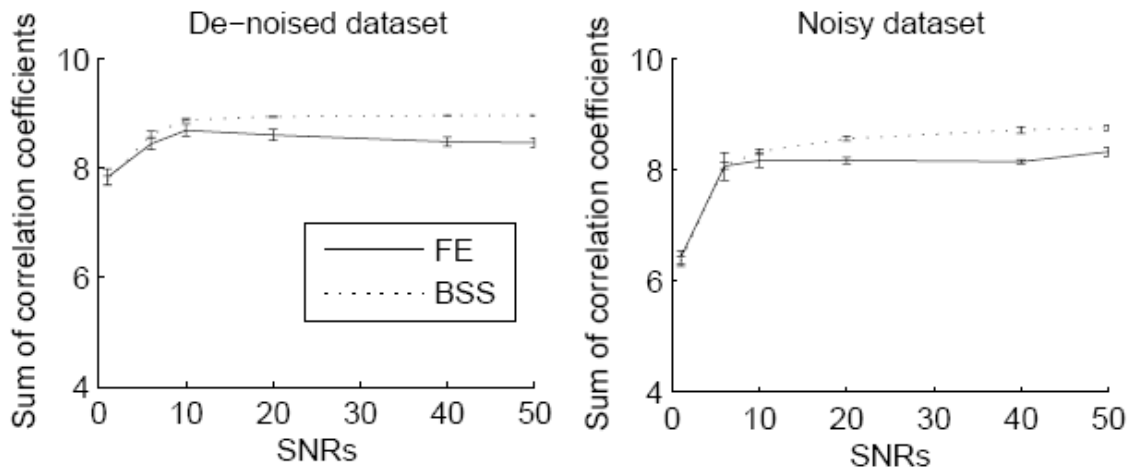 De-noised dataset
Sum of correlation coefficients
10
8
6
4
0 10 20 30 40 50
SNRs
FE
BSS
Noisy dataset
Sum of correlation coefficients
10
8
6
4
0 10 20 30 40 50
SNRs